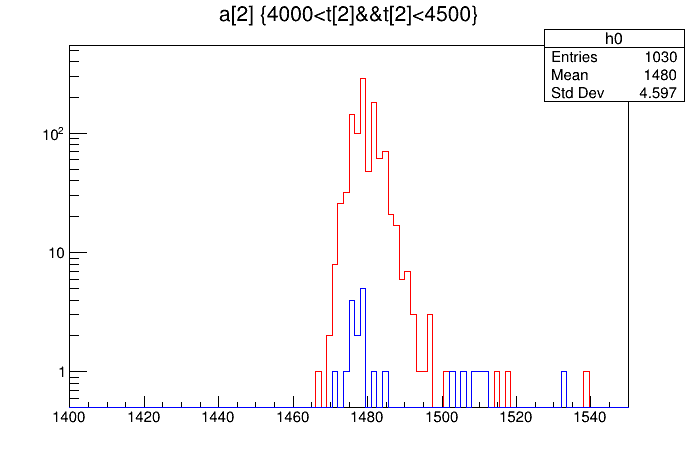 a[2] {4000<t[2]&&t[2]<4500}
h0
Entries 1030
Mean 1480
Std Dev 4.597
10²
10
1
1400 1420 1440 1460 1480 1500 1520 1540